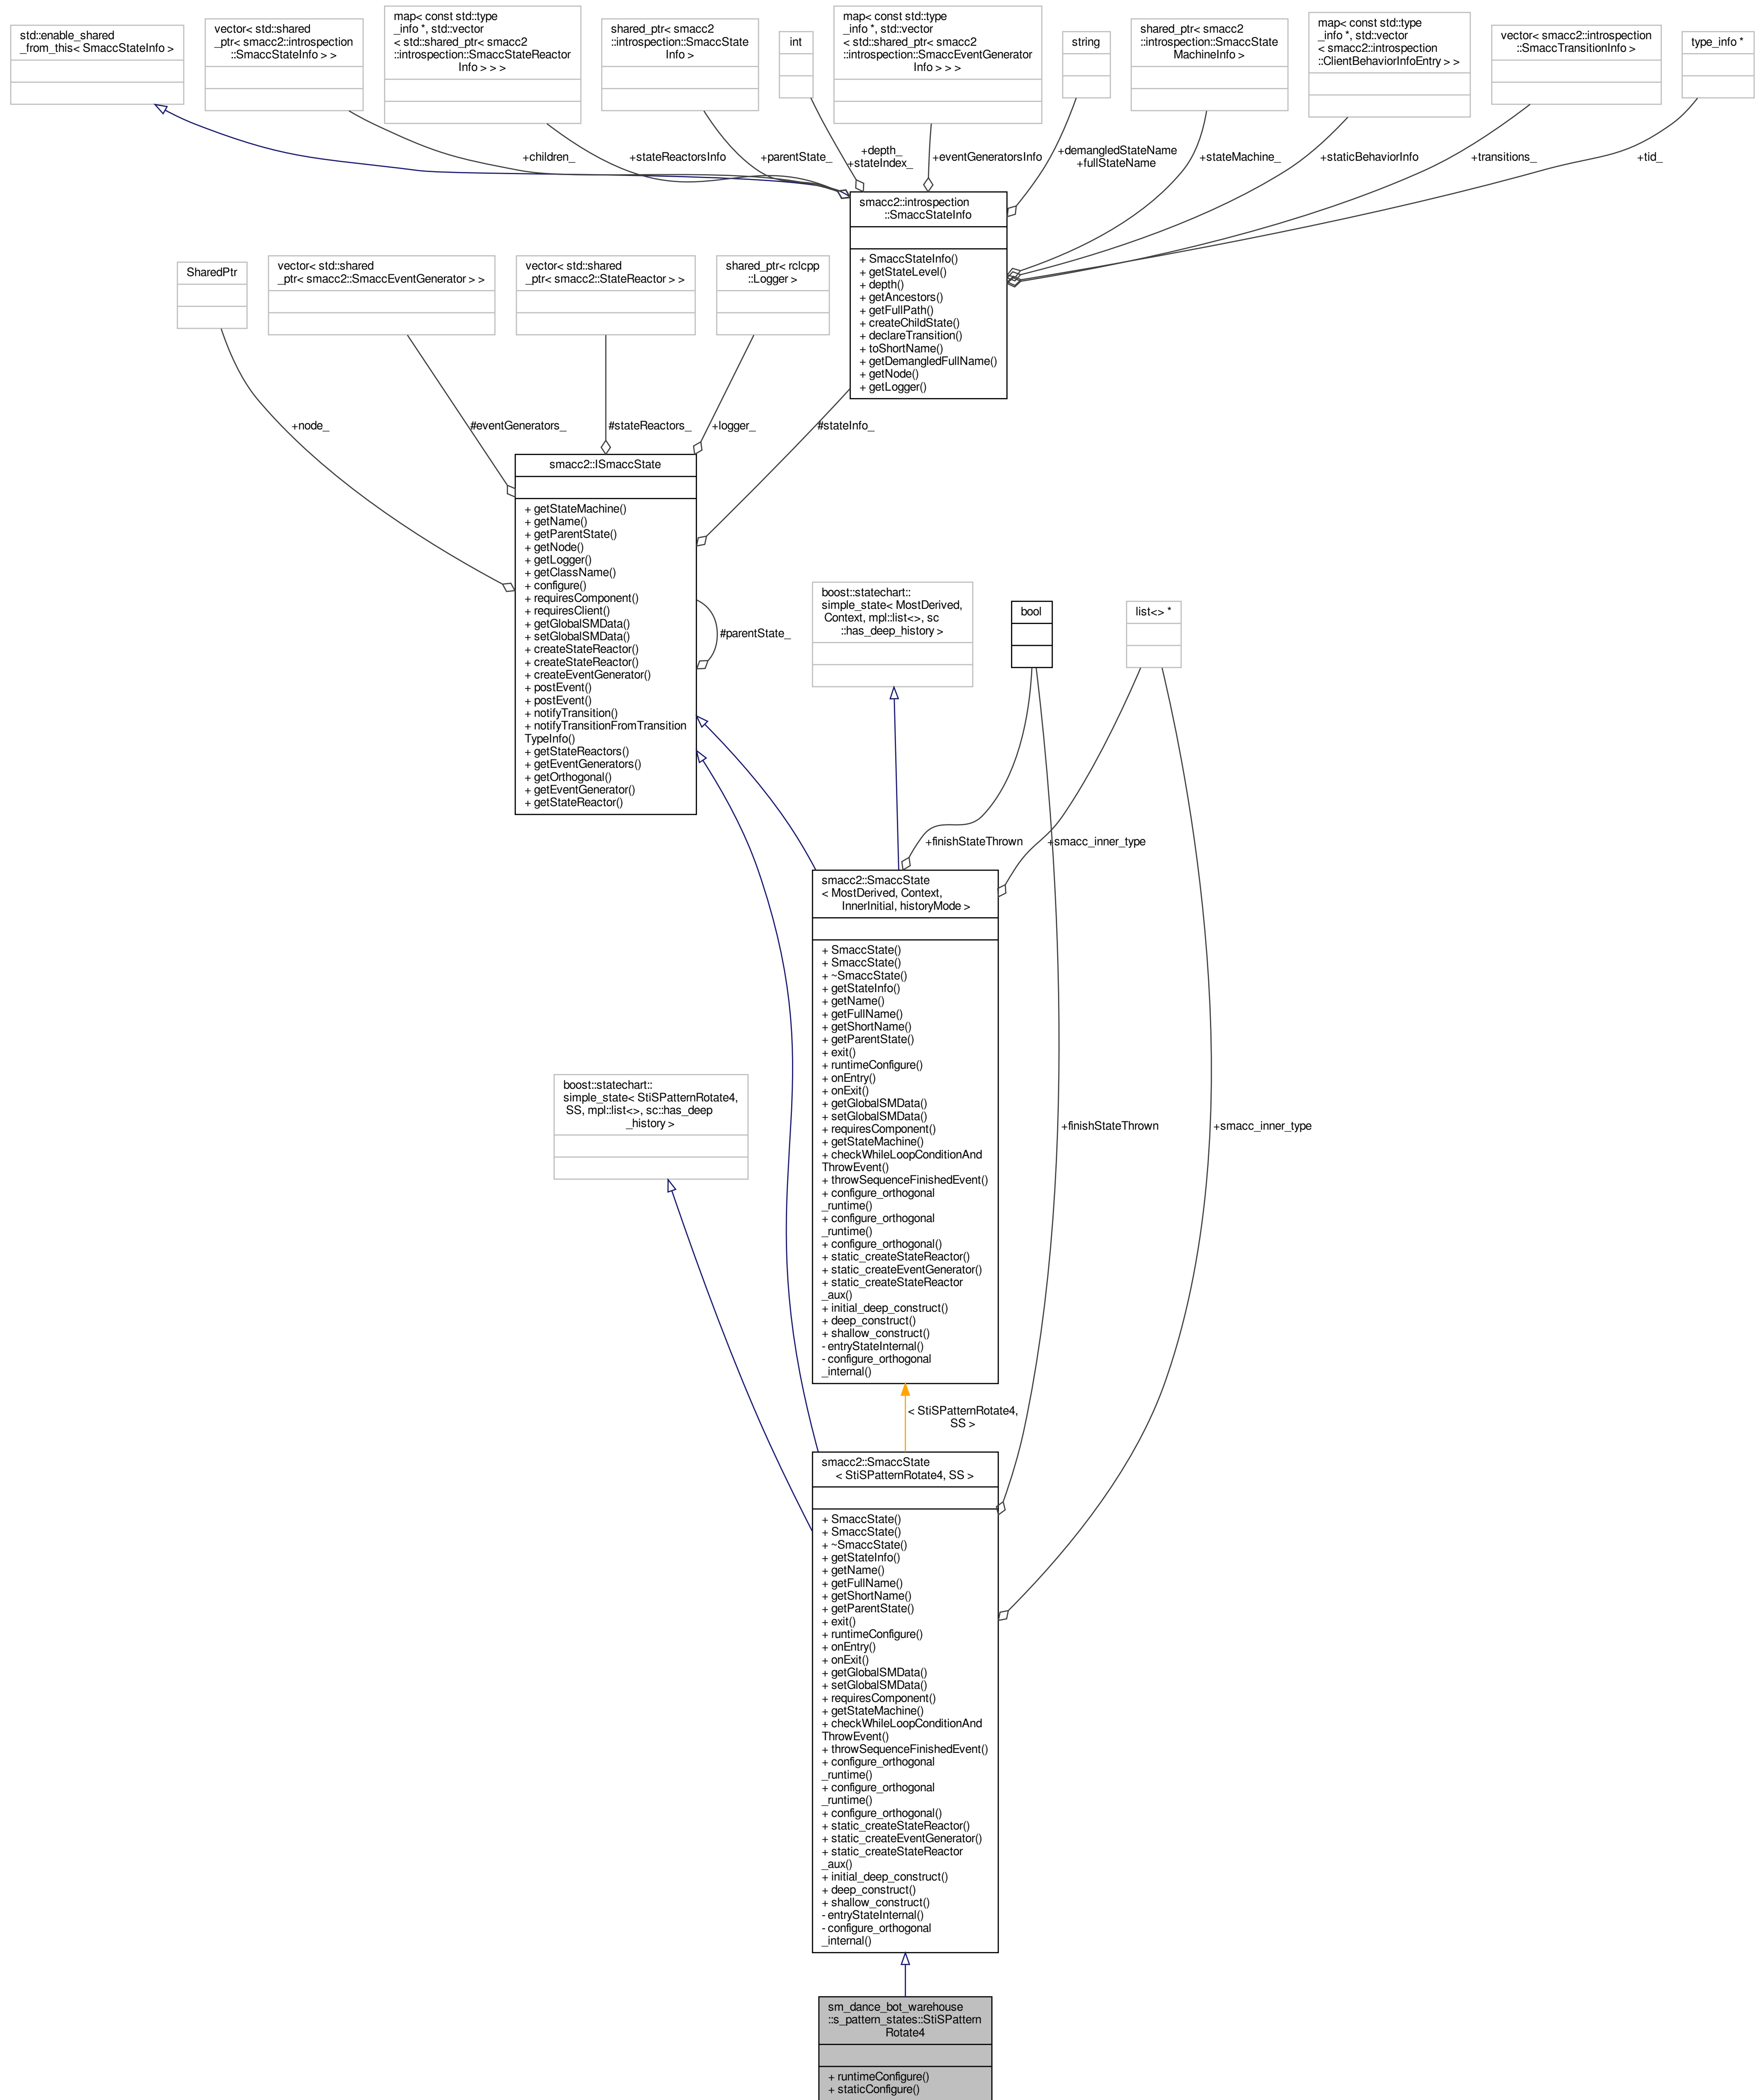 std::enable_shared
_from_this< SmaccStateInfo >
vector< std::shared
_ptr< smacc2::introspection
::SmaccStateInfo > >
map< const std::type
_info *, std::vector
< std::shared_ptr< smacc2
::introspection::SmaccStateReactor
Info > > >
shared_ptr< smacc2
::introspection::SmaccState
Info >
int
map< const std::type
_info *, std::vector
< std::shared_ptr< smacc2
::introspection::SmaccEventGenerator
Info > > >
string
shared_ptr< smacc2
::introspection::SmaccState
MachineInfo >
map< const std::type
_info *, std::vector
< smacc2::introspection
::ClientBehaviorInfoEntry > >
vector< smacc2::introspection
::SmaccTransitionInfo >
type_info *
+children_
+stateReactorsInfo
+parentState_
+depth_
+stateIndex_
+eventGeneratorsInfo
+demangledStateName
+fullStateName
+stateMachine_
+staticBehaviorInfo
+transitions_
+tid_
smacc2::introspection
::SmaccStateInfo
+ SmaccStateInfo()
+ getStateLevel()
+ depth()
+ getAncestors()
+ getFullPath()
+ createChildState()
+ declareTransition()
+ toShortName()
+ getDemangledFullName()
+ getNode()
+ getLogger()
SharedPtr
vector< std::shared
_ptr< smacc2::SmaccEventGenerator > >
vector< std::shared
_ptr< smacc2::StateReactor > >
shared_ptr< rclcpp
::Logger >
+node_
#eventGenerators_
#stateReactors_
+logger_
#stateInfo_
smacc2::ISmaccState
+ getStateMachine()
+ getName()
+ getParentState()
+ getNode()
+ getLogger()
+ getClassName()
+ configure()
+ requiresComponent()
+ requiresClient()
+ getGlobalSMData()
+ setGlobalSMData()
+ createStateReactor()
+ createStateReactor()
+ createEventGenerator()
+ postEvent()
+ postEvent()
+ notifyTransition()
+ notifyTransitionFromTransition
TypeInfo()
+ getStateReactors()
+ getEventGenerators()
+ getOrthogonal()
+ getEventGenerator()
+ getStateReactor()
#parentState_
boost::statechart::
simple_state< MostDerived,
Context, mpl::list<>, sc
::has_deep_history >
bool
list<> *
+finishStateThrown
+smacc_inner_type
smacc2::SmaccState
< MostDerived, Context,
InnerInitial, historyMode >
+ SmaccState()
+ SmaccState()
+ ~SmaccState()
+ getStateInfo()
+ getName()
+ getFullName()
+ getShortName()
+ getParentState()
+ exit()
+ runtimeConfigure()
+ onEntry()
+ onExit()
+ getGlobalSMData()
+ setGlobalSMData()
+ requiresComponent()
+ getStateMachine()
+ checkWhileLoopConditionAnd
ThrowEvent()
+ throwSequenceFinishedEvent()
+ configure_orthogonal
_runtime()
+ configure_orthogonal
_runtime()
+ configure_orthogonal()
+ static_createStateReactor()
+ static_createEventGenerator()
+ static_createStateReactor
_aux()
+ initial_deep_construct()
+ deep_construct()
+ shallow_construct()
- entryStateInternal()
- configure_orthogonal
_internal()
boost::statechart::
simple_state< StiSPatternRotate4,
SS, mpl::list<>, sc::has_deep
_history >
+finishStateThrown
+smacc_inner_type
< StiSPatternRotate4,
SS >
smacc2::SmaccState
< StiSPatternRotate4, SS >
+ SmaccState()
+ SmaccState()
+ ~SmaccState()
+ getStateInfo()
+ getName()
+ getFullName()
+ getShortName()
+ getParentState()
+ exit()
+ runtimeConfigure()
+ onEntry()
+ onExit()
+ getGlobalSMData()
+ setGlobalSMData()
+ requiresComponent()
+ getStateMachine()
+ checkWhileLoopConditionAnd
ThrowEvent()
+ throwSequenceFinishedEvent()
+ configure_orthogonal
_runtime()
+ configure_orthogonal
_runtime()
+ configure_orthogonal()
+ static_createStateReactor()
+ static_createEventGenerator()
+ static_createStateReactor
_aux()
+ initial_deep_construct()
+ deep_construct()
+ shallow_construct()
- entryStateInternal()
- configure_orthogonal
_internal()
sm_dance_bot_warehouse
::s_pattern_states::StiSPattern
Rotate4
+ runtimeConfigure()
+ staticConfigure()